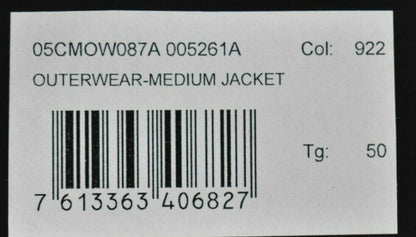 05CMOW087A 005261A Col: 922
OUTERWEAR-MEDIUM JACKET
Tg: 50
7 613363 406827